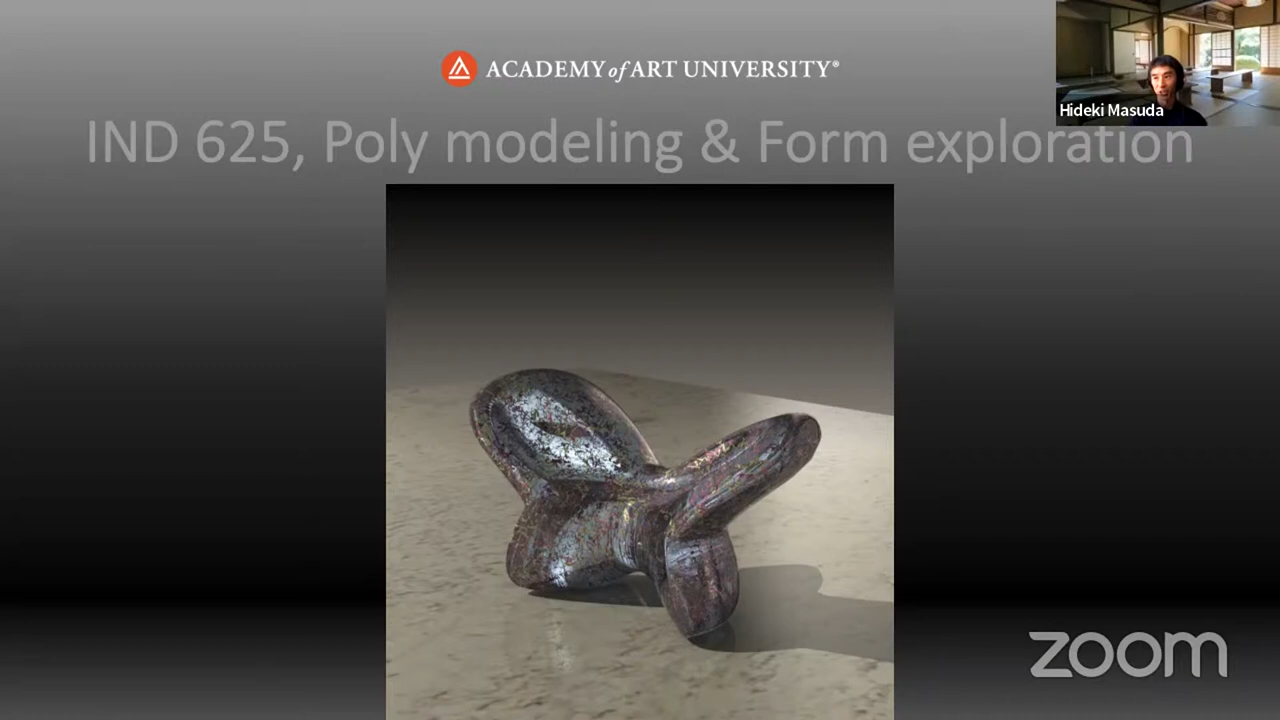 ACADEMY of ART UNIVERSITY®
Hideki Masuda
IND 625, Poly modeling & Form exploration
zoom